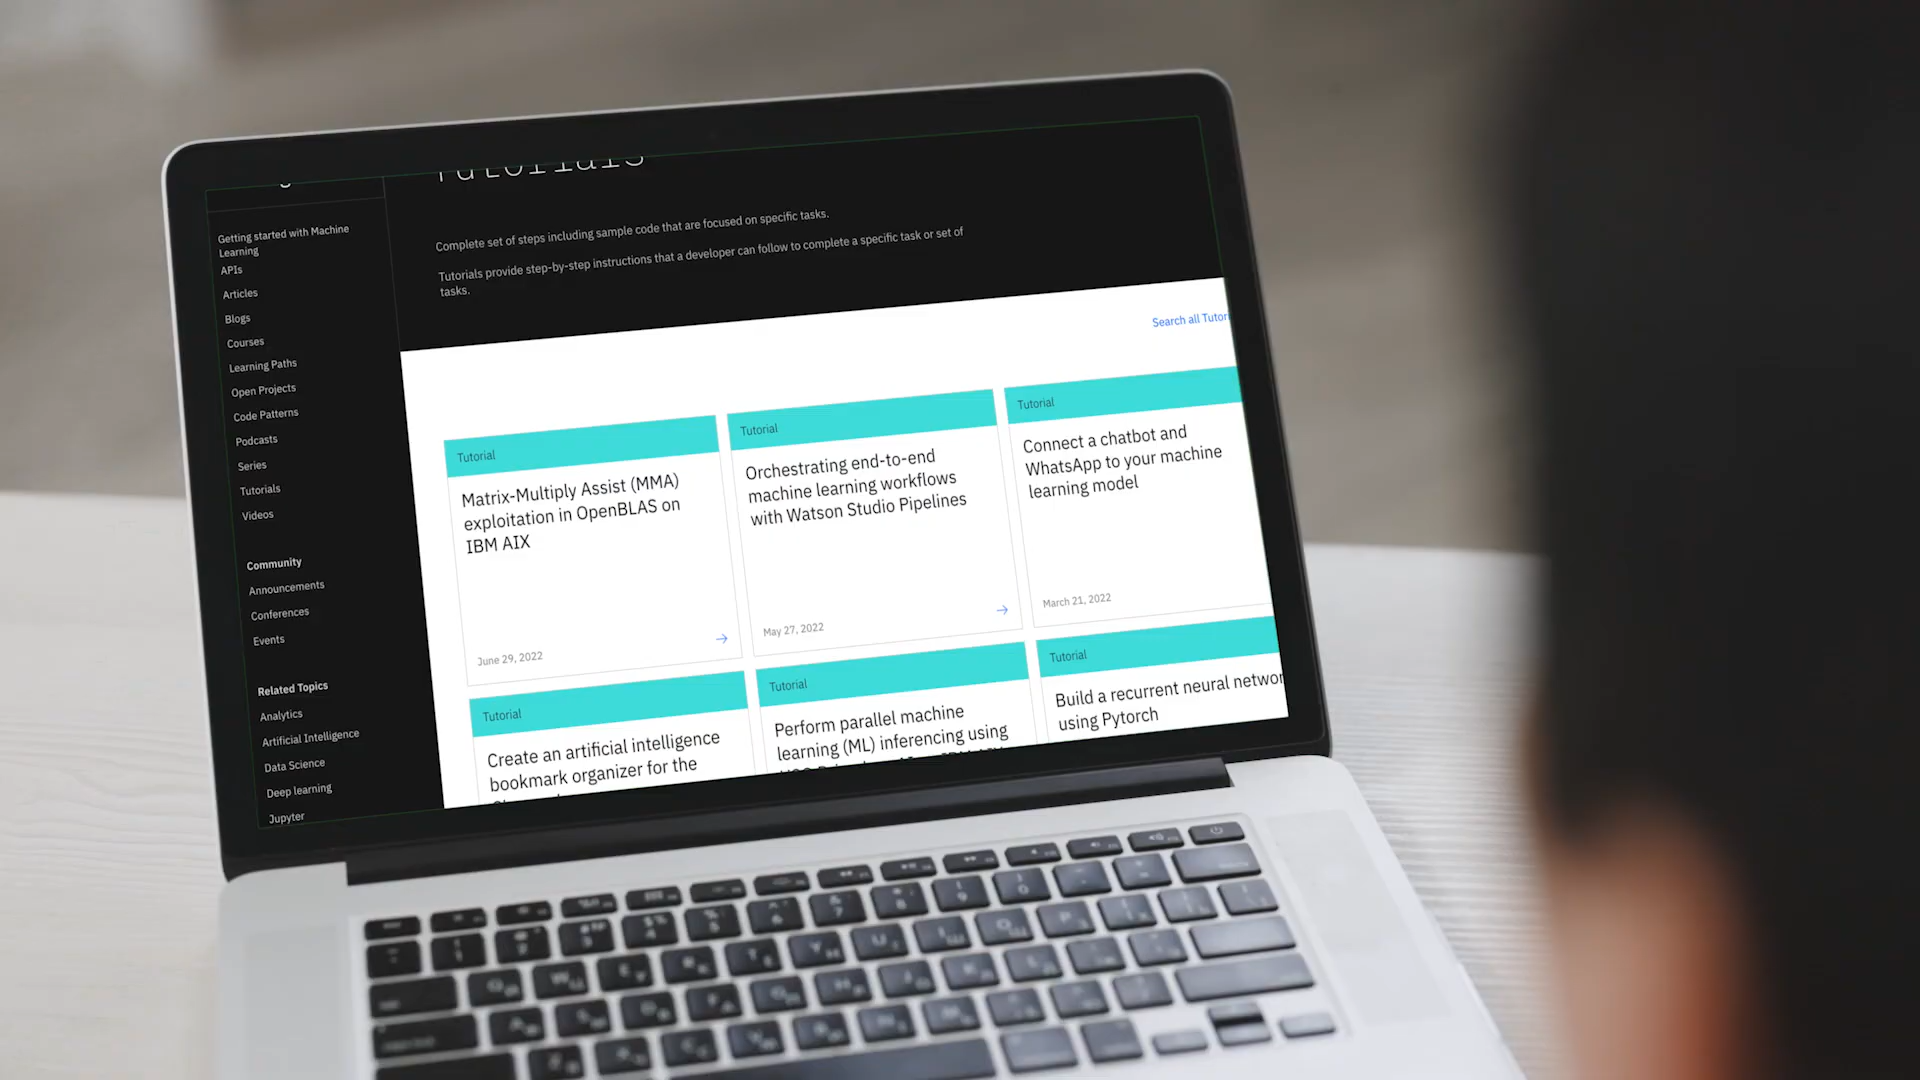 Tutorials
Complete set of steps including sample code that are focused on specific tasks.
Tutorials provide step-by-step instructions that a developer can follow to complete a specific task or set of
tasks.
Getting started with Machine
Learning
APIs
Articles
Blogs
Courses
Learning Paths
Open Projects
Code Patterns
Podcasts
Series
Tutorials
Videos
Community
Announcements
Conferences
Events
Related Topics
Analytics
Artificial Intelligence
Data Science
Deep learning
Jupyter
Search all Tutori
Tutorial
Matrix-Multiply Assist (MMA)
exploitation in OpenBLAS on
IBM AIX
June 29, 2022
Tutorial
Orchestrating end-to-end
machine learning workflows
with Watson Studio Pipelines
May 27, 2022
Tutorial
Connect a chatbot and
WhatsApp to your machine
learning model
March 21, 2022
Tutorial
Create an artificial intelligence
bookmark organizer for the
Tutorial
Perform parallel machine
learning (ML) inferencing using
Tutorial
Build a recurrent neural networ
using Pytorch